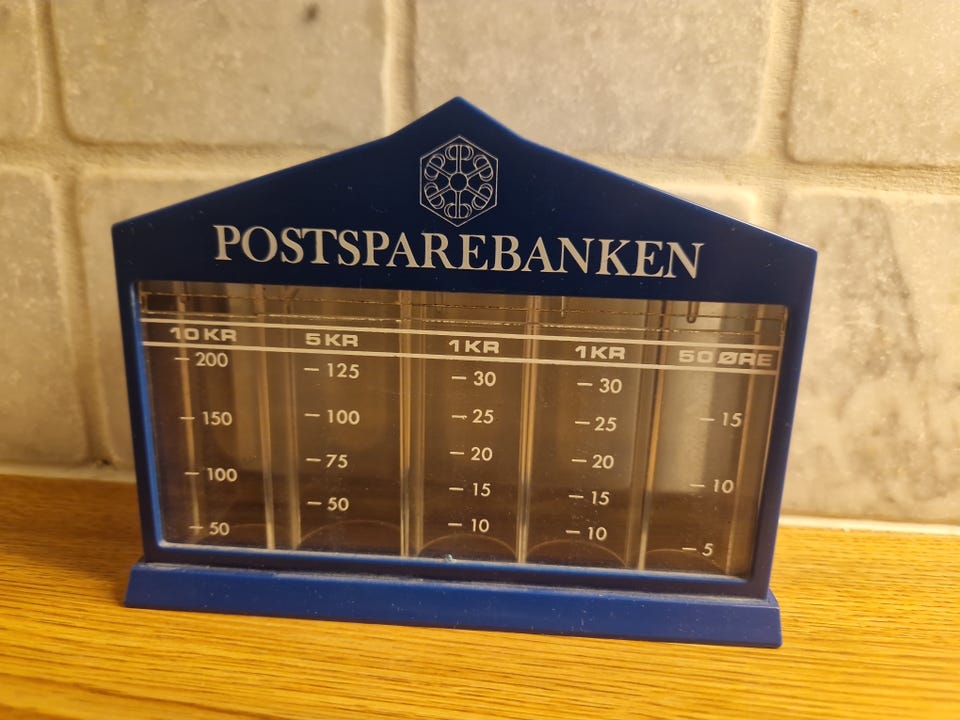 POSTSPAREBANKEN
10 KR 5 KR 1 KR 1 KR 50 ØRE
– 200 – 125 – 30 – 30 – 15
– 150 – 100 – 25 – 25 – 10
– 100 – 75 – 20 – 20 – 5
– 50 – 50 – 15 – 15
– 10 – 10